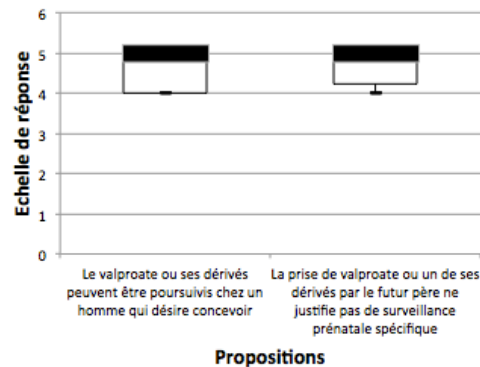 Echelle de réponse
6
5
4
3
2
1
0
Le valproate ou ses dérivés
peuvent être poursuivis chez un
homme qui désire concevoir
La prise de valproate ou un de ses
dérivés par le futur père ne
justifie pas de surveillance
prénatale spécifique
Propositions